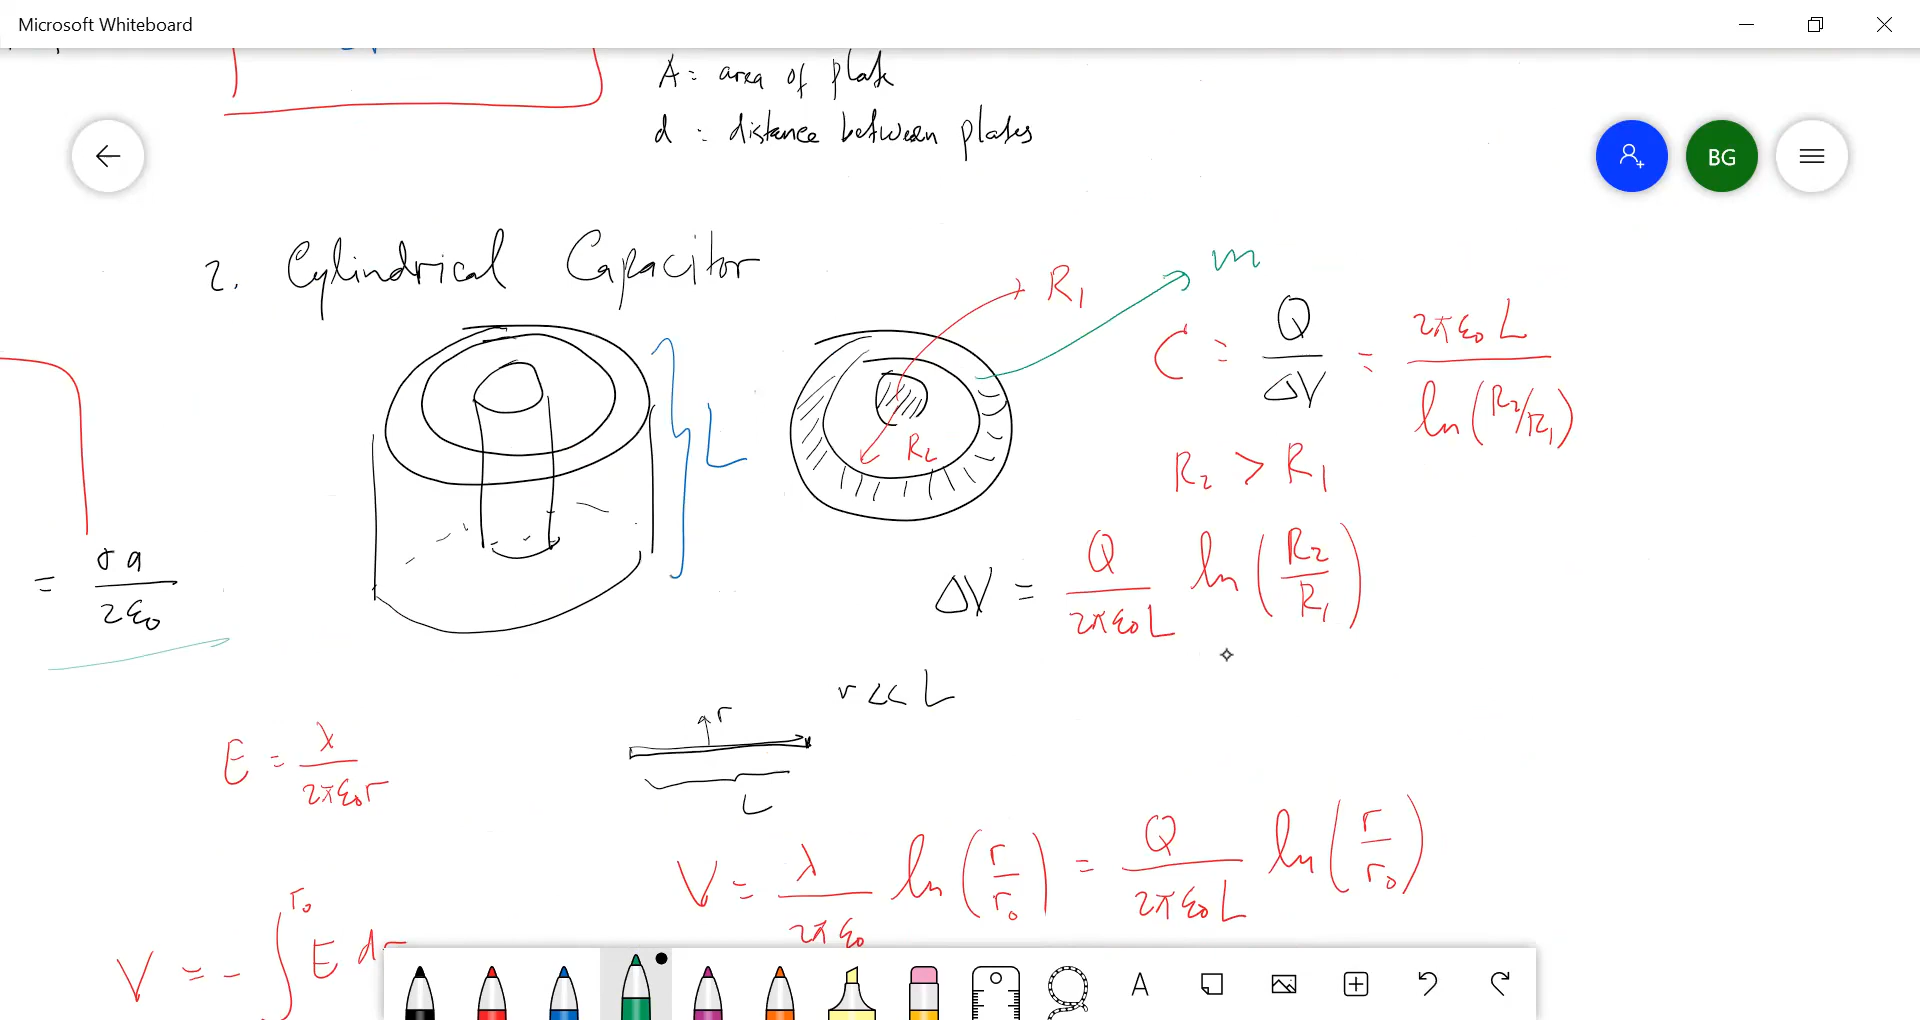 Microsoft Whiteboard
A = area of plate
d = distance between plates
BG
2. Cylindrical Capacitor
L
R₁
R₂
m
C = Q/ΔV = 2πε₀L / ln(R₂/R₁)
R₂ > R₁
ΔV = Q/(2πε₀L) ln(R₂/R₁)
= σa/2ε₀
r << L
r
L
E = λ/(2πε₀r)
V = λ/(2πε₀) ln(r/r₀) = Q/(2πε₀L) ln(r/r₀)
V = - ∫ r₀ E dr
A